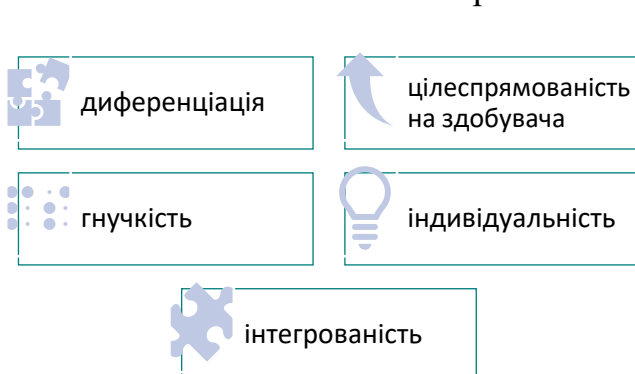 диференціація
цілеспрямованість
на здобувача
гнучкість
індивідуальність
інтегрованість